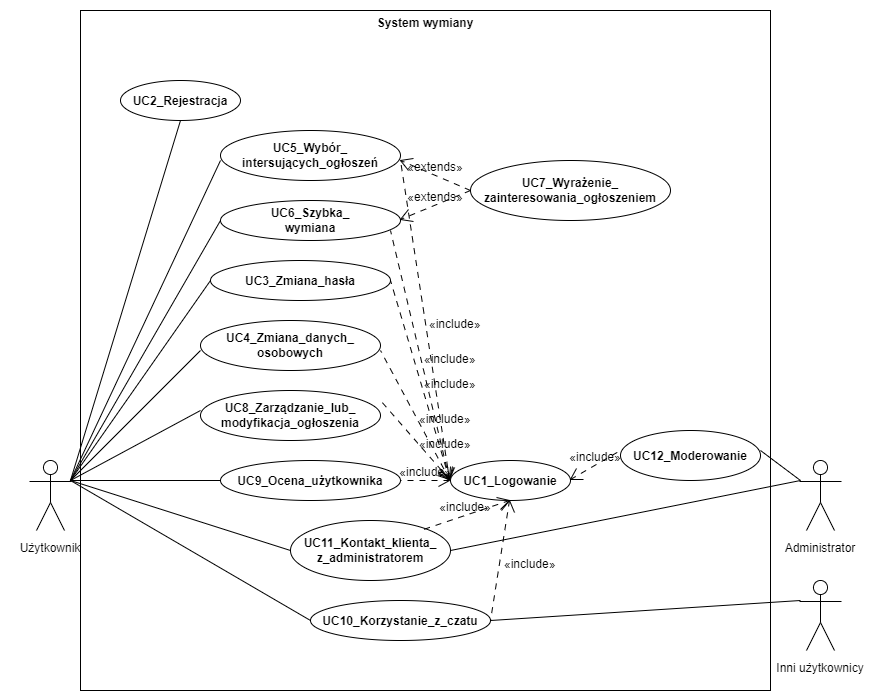 System wymiany
UC2_Rejestracja
UC5_Wybór_
intersujących_ogłoszeń
«extends»
UC7_Wyrażenie_
zainteresowania_ogłoszeniem
«extends»
UC6_Szybka_
wymiana
UC3_Zmiana_hasła
«include»
UC4_Zmiana_danych_
osobowych
«include»
«include»
UC8_Zarządzanie_lub_
modyfikacja_ogłoszenia
«include»
«include»
UC12_Moderowanie
«include»
«include»
UC9_Ocena_użytkownika
UC1_Logowanie
«include»
UC11_Kontakt_klienta_
z_administratorem
Użytkownik
Administrator
«include»
UC10_Korzystanie_z_czatu
Inni użytkownicy